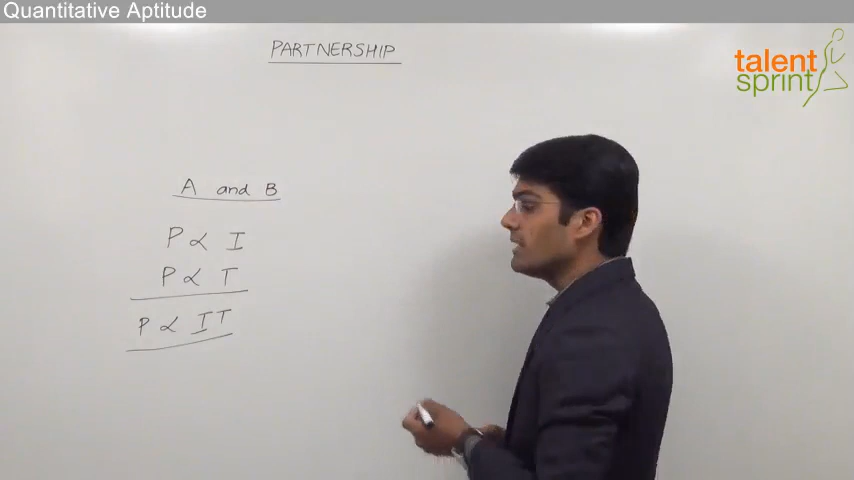 Quantitative Aptitude
PARTNERSHIP
talent
sprint
A and B
P ∝ I
P ∝ T
P ∝ IT